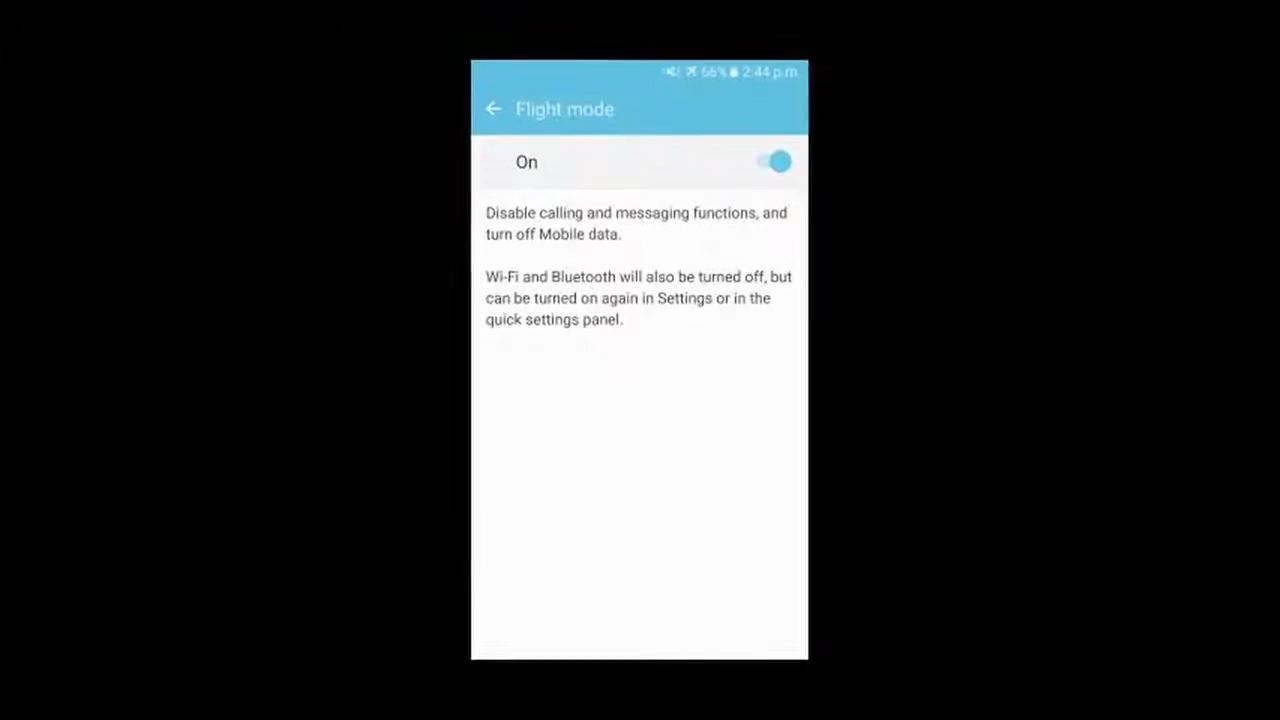 66% 2:44 p.m
Flight mode
On
Disable calling and messaging functions, and
turn off Mobile data.
Wi-Fi and Bluetooth will also be turned off, but
can be turned on again in Settings or in the
quick settings panel.